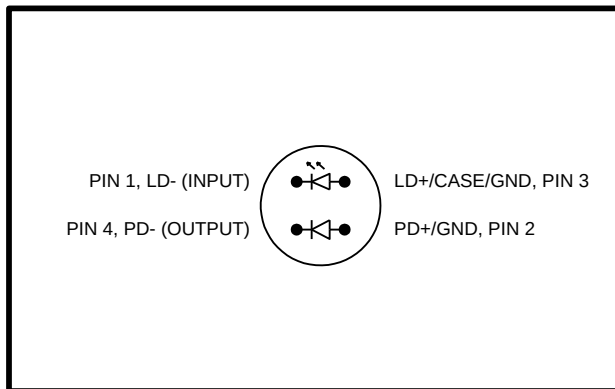 PIN 1, LD- (INPUT)
LD+/CASE/GND, PIN 3
PIN 4, PD- (OUTPUT)
PD+/GND, PIN 2